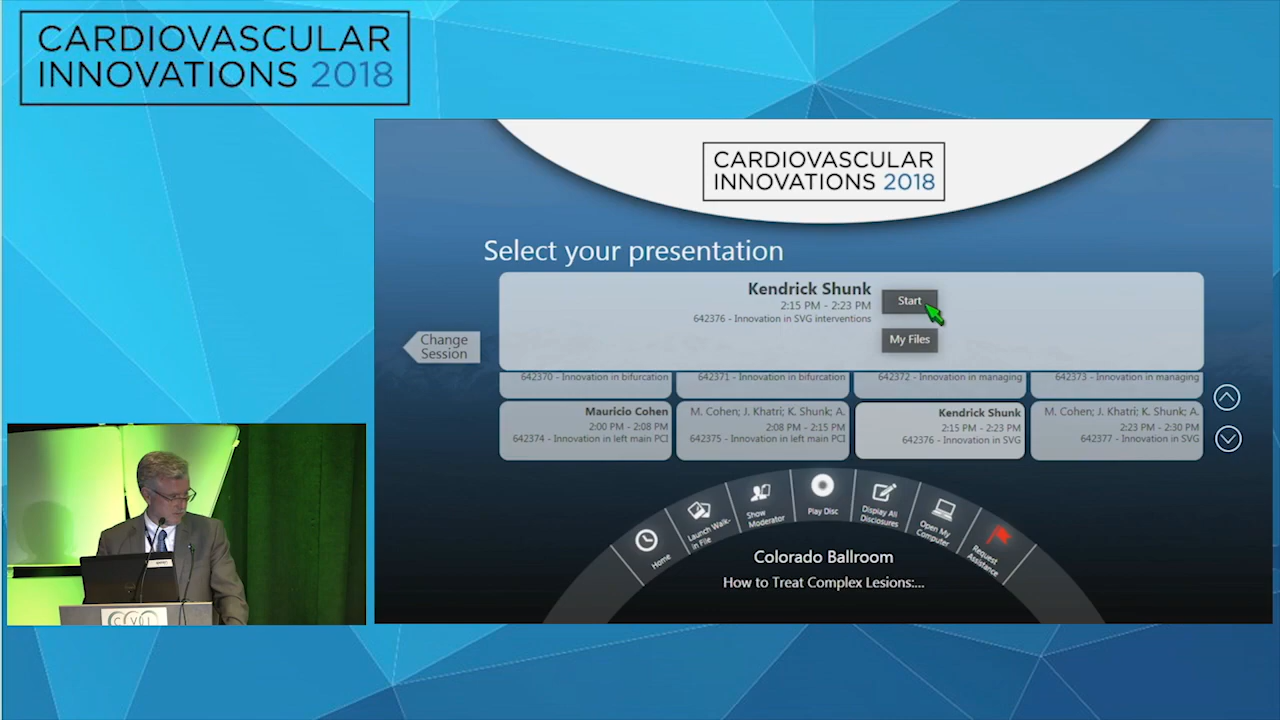 CARDIOVASCULAR
INNOVATIONS 2018
CARDIOVASCULAR
INNOVATIONS 2018
Select your presentation
Kendrick Shunk
2:15 PM - 2:23 PM
642376 - Innovation in SVG interventions
Start
My Files
Change
Session
642370 - Innovation in bifurcation
642371 - Innovation in bifurcation
642372 - Innovation in managing
642373 - Innovation in managing
Mauricio Cohen
2:00 PM - 2:08 PM
642374 - Innovation in left main PCI
M. Cohen; J. Khatri; K. Shunk; A.
2:08 PM - 2:15 PM
642375 - Innovation in left main PCI
Kendrick Shunk
2:15 PM - 2:23 PM
642376 - Innovation in SVG
M. Cohen; J. Khatri; K. Shunk; A.
2:23 PM - 2:30 PM
642377 - Innovation in SVG
Home
Launch Walk-
in File
Show
Moderator
Play Disc
Display All
Disclosures
Open My
Computer
Request
Assistance
Colorado Ballroom
How to Treat Complex Lesions:...
CVI